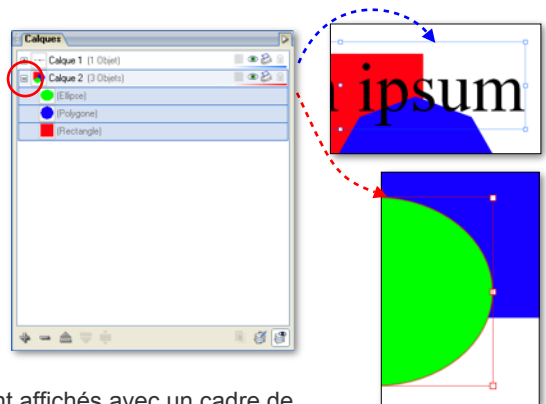 Calques
Calque 1 (1 Objet)
Calque 2 (3 Objets)
(Ellipse)
(Polygone)
(Rectangle)
ipsum
nt affichés avec un cadre de